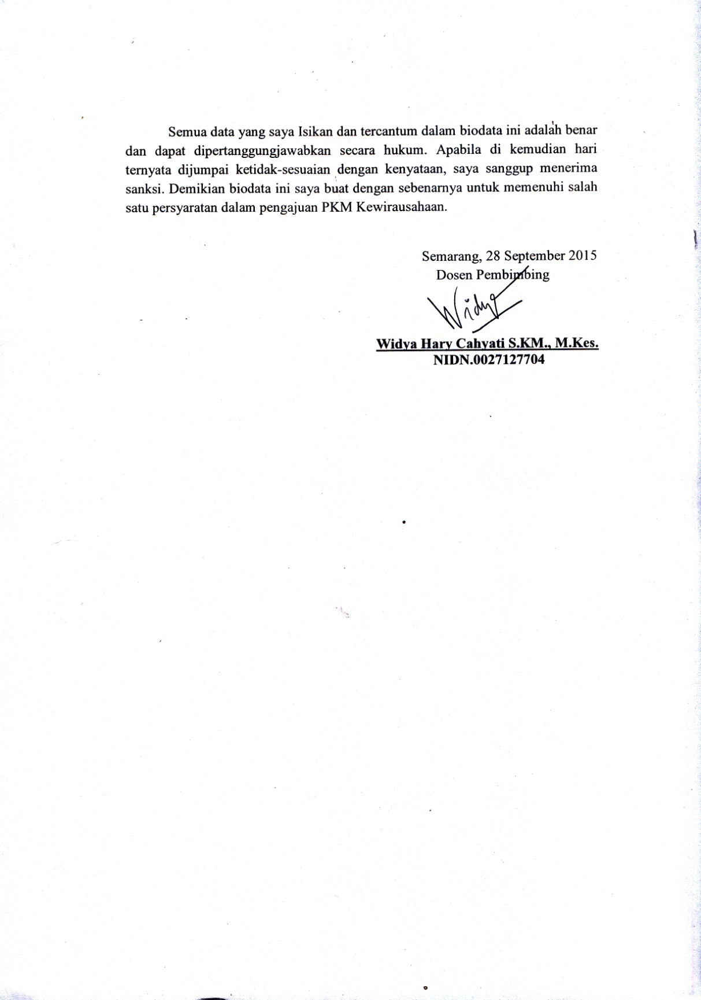 Semua data yang saya Isikan dan tercantum dalam biodata ini adalah benar
dan dapat dipertanggungjawabkan secara hukum. Apabila di kemudian hari
ternyata dijumpai ketidak-sesuaian dengan kenyataan, saya sanggup menerima
sanksi. Demikian biodata ini saya buat dengan sebenarnya untuk memenuhi salah
satu persyaratan dalam pengajuan PKM Kewirausahaan.
Semarang, 28 September 2015
Dosen Pembimbing
Widya
Widya Hary Cahyati S.KM., M.Kes.
NIDN.0027127704